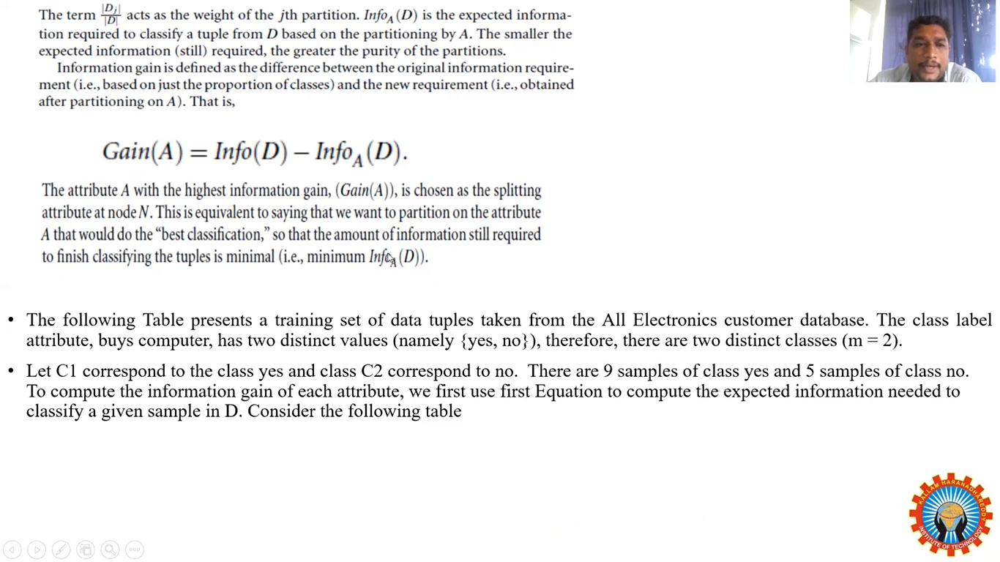 The term |Dj|/|D| acts as the weight of the jth partition. InfoA(D) is the expected informa-
tion required to classify a tuple from D based on the partitioning by A. The smaller the
expected information (still) required, the greater the purity of the partitions.
Information gain is defined as the difference between the original information require-
ment (i.e., based on just the proportion of classes) and the new requirement (i.e., obtained
after partitioning on A). That is,
Gain(A) = Info(D) − InfoA(D).
The attribute A with the highest information gain, (Gain(A)), is chosen as the splitting
attribute at node N. This is equivalent to saying that we want to partition on the attribute
A that would do the “best classification,” so that the amount of information still required
to finish classifying the tuples is minimal (i.e., minimum InfoA(D)).
• The following Table presents a training set of data tuples taken from the All Electronics customer database. The class label
attribute, buys computer, has two distinct values (namely {yes, no}), therefore, there are two distinct classes (m = 2).
• Let C1 correspond to the class yes and class C2 correspond to no. There are 9 samples of class yes and 5 samples of class no.
To compute the information gain of each attribute, we first use first Equation to compute the expected information needed to
classify a given sample in D. Consider the following table
KALLAM HARANADHAREDDY
INSTITUTE OF TECHNOLOGY